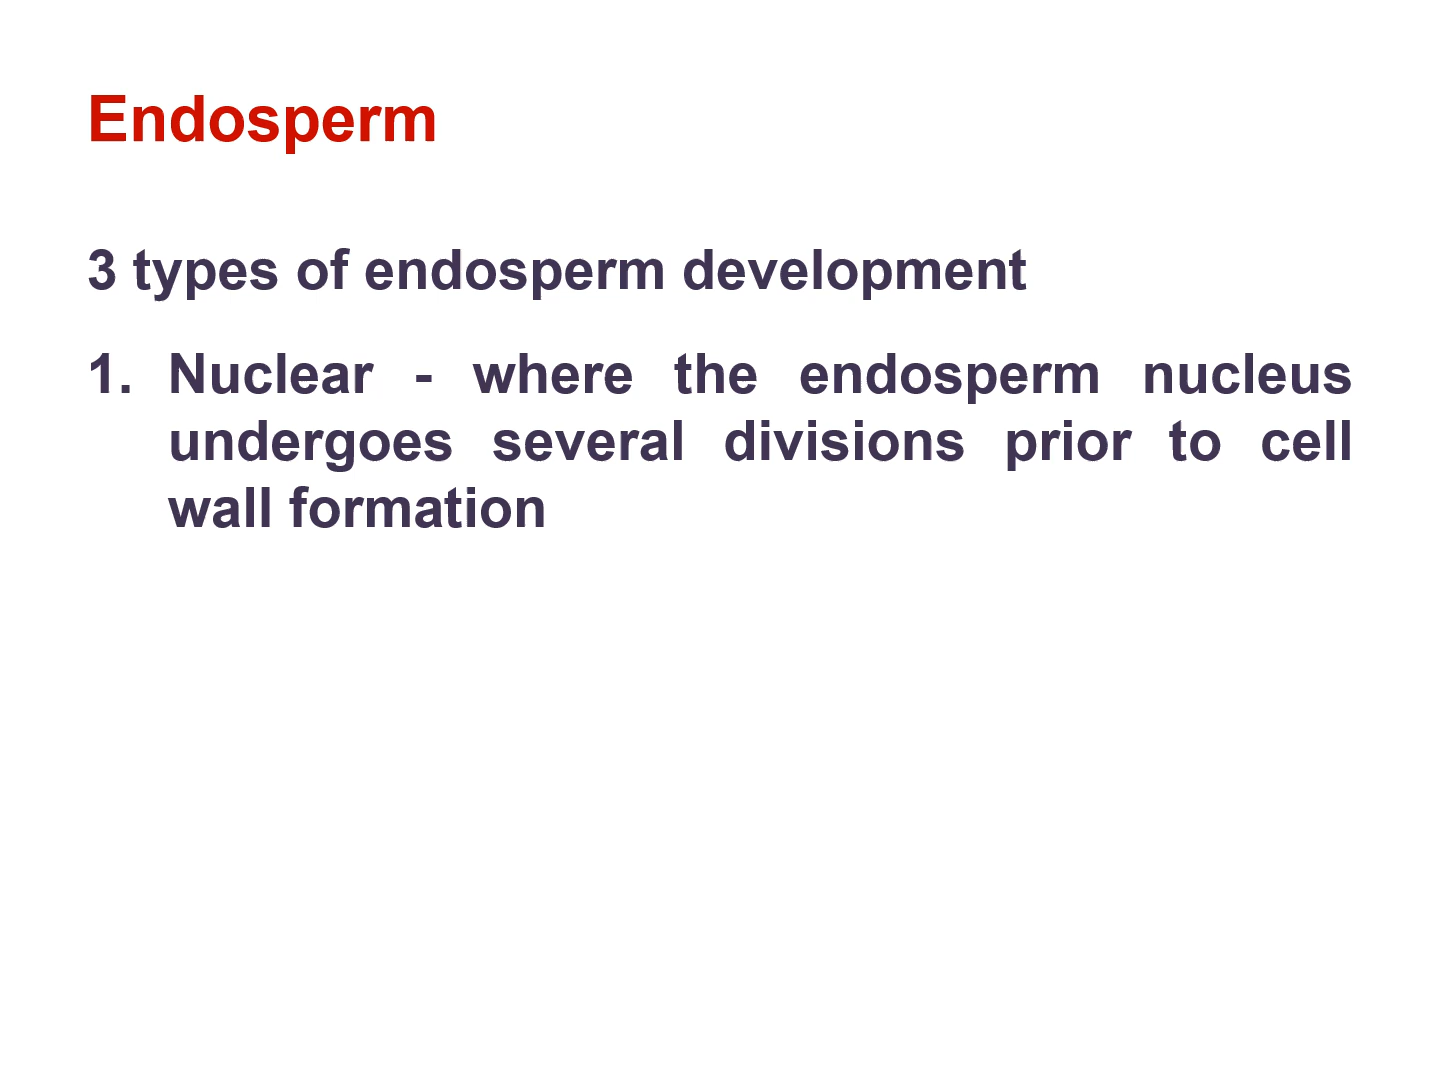 Endosperm
3 types of endosperm development
1. Nuclear - where the endosperm nucleus
undergoes several divisions prior to cell
wall formation